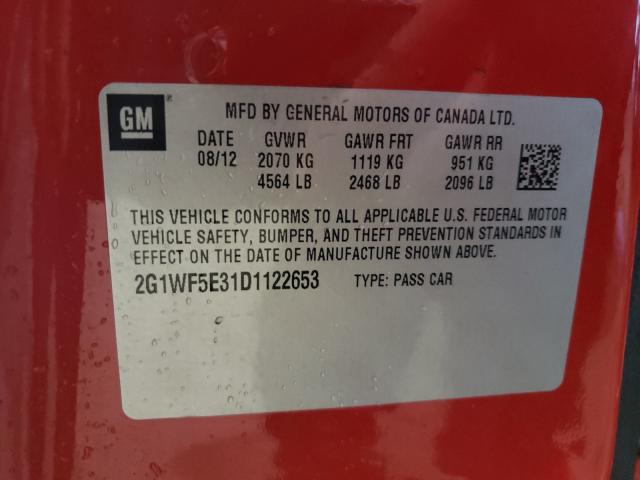 GM
MFD BY GENERAL MOTORS OF CANADA LTD.
DATE GVWR GAWR FRT GAWR RR
08/12 2070 KG 1119 KG 951 KG
4564 LB 2468 LB 2096 LB
THIS VEHICLE CONFORMS TO ALL APPLICABLE U.S. FEDERAL MOTOR
VEHICLE SAFETY, BUMPER, AND THEFT PREVENTION STANDARDS IN
EFFECT ON THE DATE OF MANUFACTURE SHOWN ABOVE.
2G1WF5E31D1122653 TYPE: PASS CAR